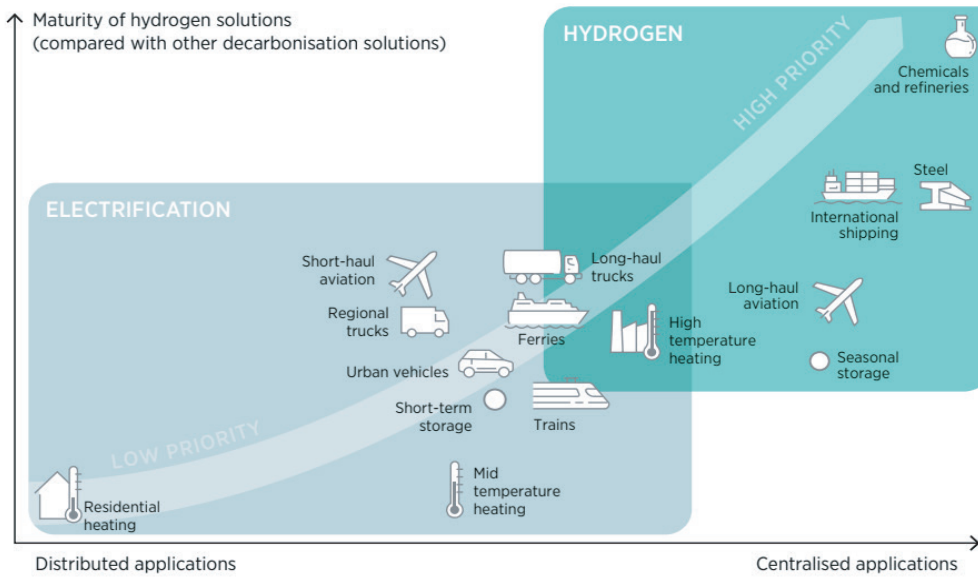 Maturity of hydrogen solutions
(compared with other decarbonisation solutions)
HYDROGEN
HIGH PRIORITY
Chemicals
and refineries
Steel
International
shipping
ELECTRIFICATION
Short-haul
aviation
Long-haul
trucks
Long-haul
aviation
Regional
trucks
Ferries
High
temperature
heating
Urban vehicles
Seasonal
storage
Short-term
storage
Trains
LOW PRIORITY
Mid
temperature
heating
Residential
heating
Distributed applications
Centralised applications